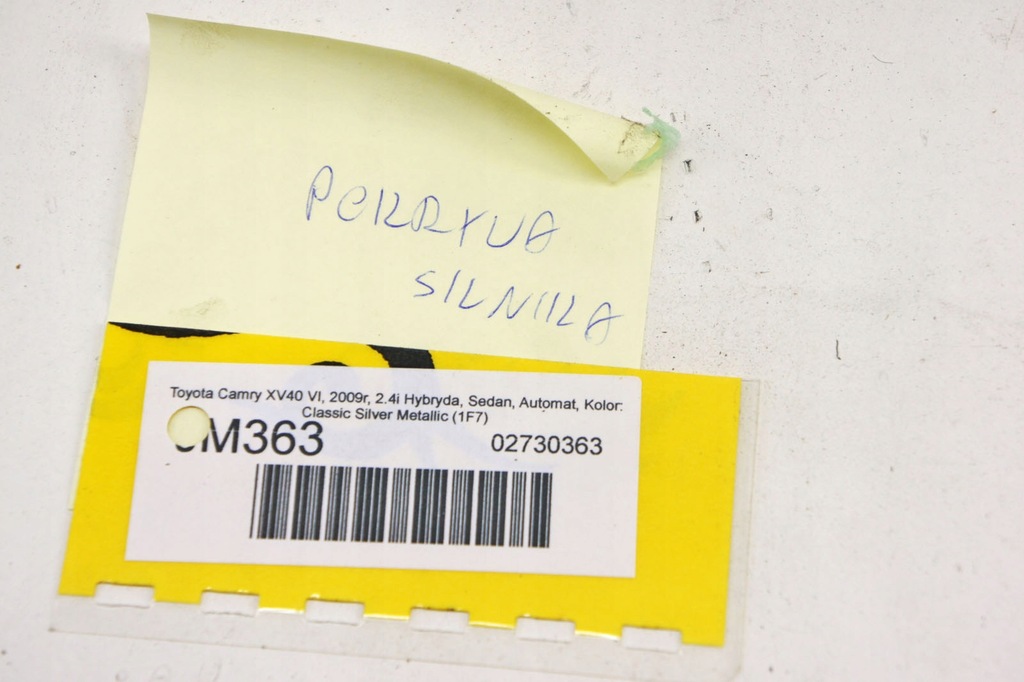 POKRYWA
SILNIKA
Toyota Camry XV40 VI, 2009r, 2.4i Hybryda, Sedan, Automat, Kolor:
Classic Silver Metallic (1F7)
M363 02730363